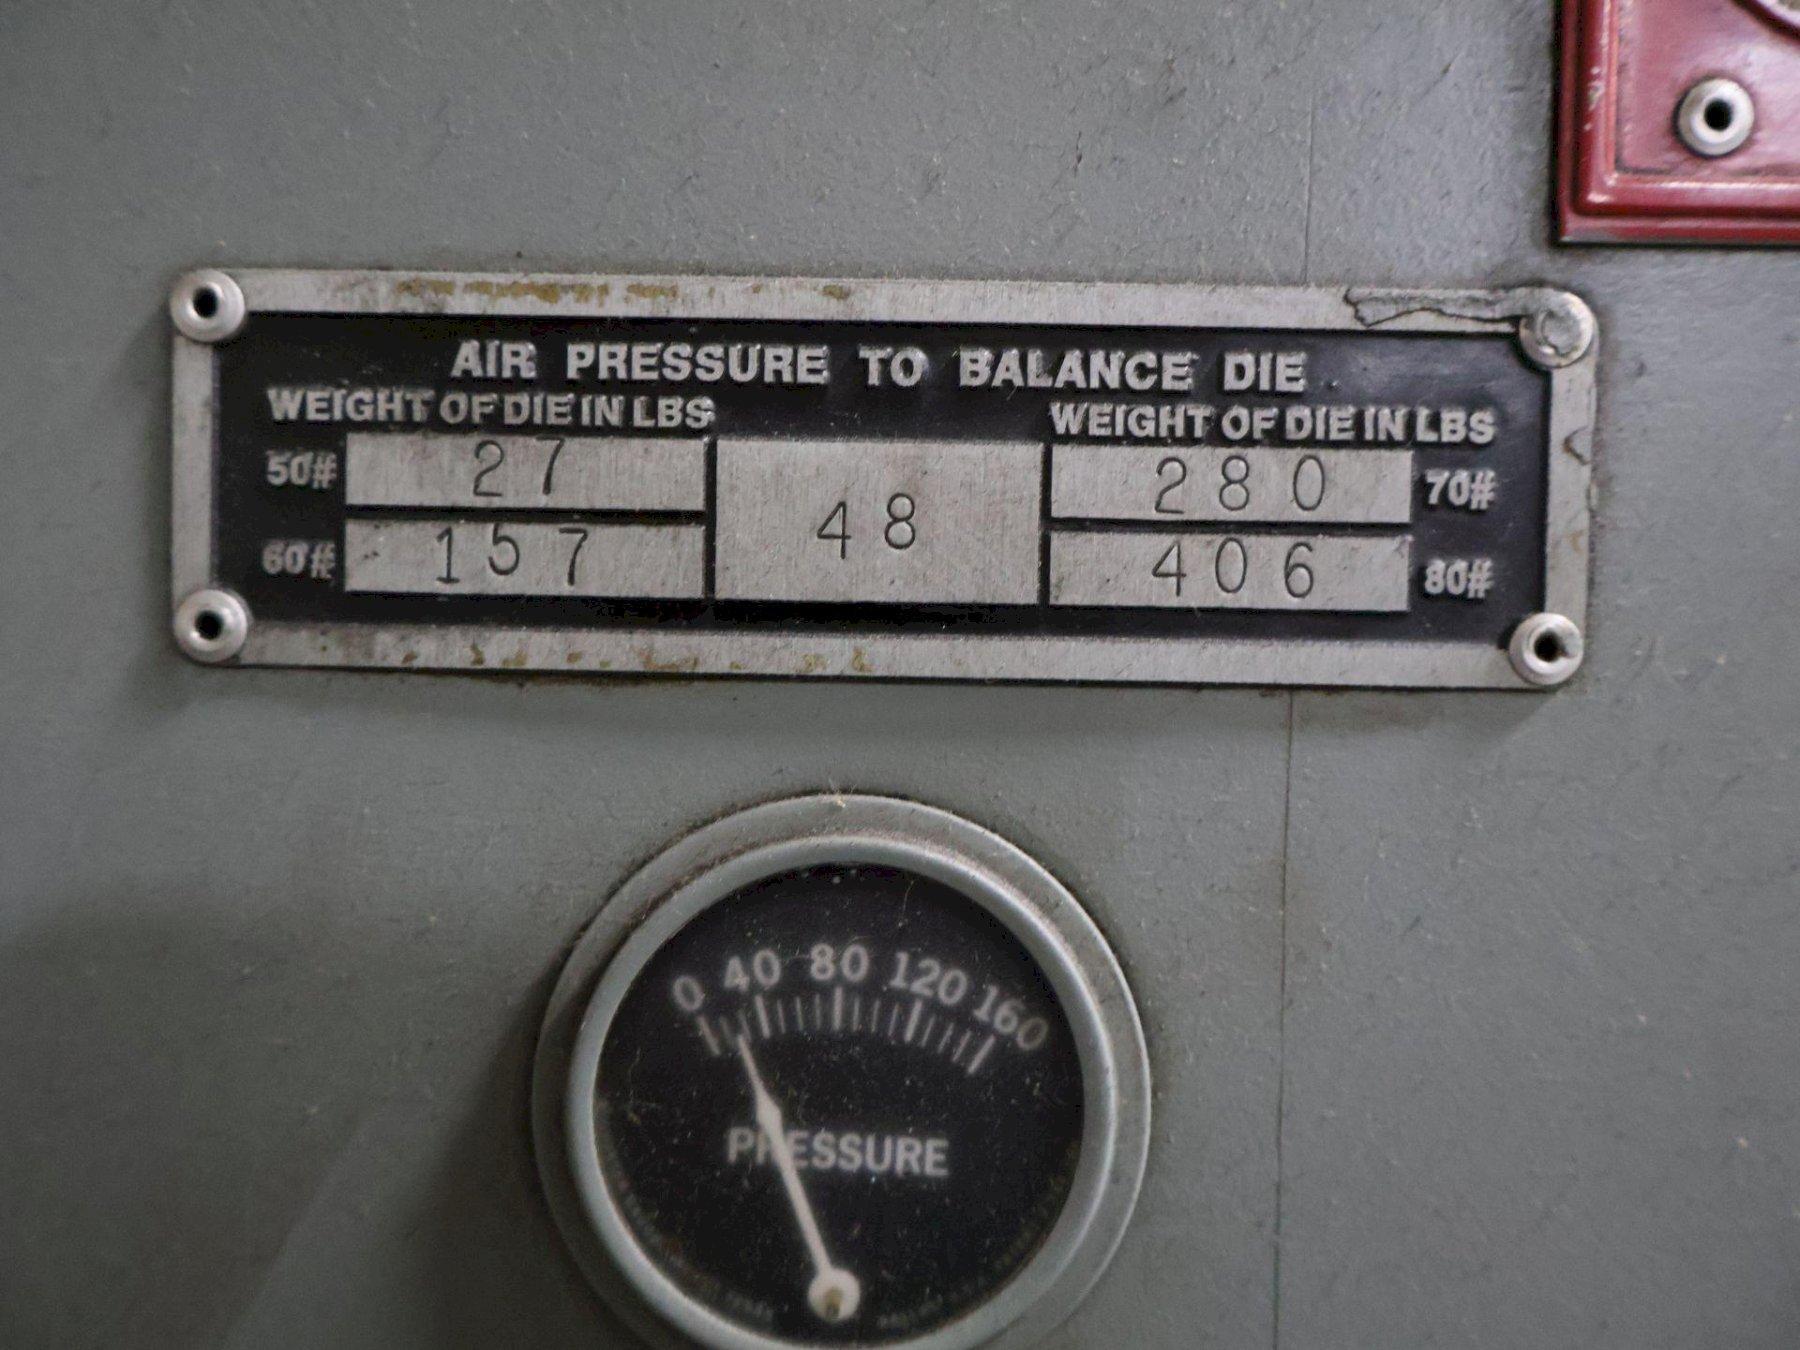 AIR PRESSURE TO BALANCE DIE
WEIGHT OF DIE IN LBS
WEIGHT OF DIE IN LBS
50# 27 48 280 70#
60# 157 406 80#
0 40 80 120 160
PRESSURE